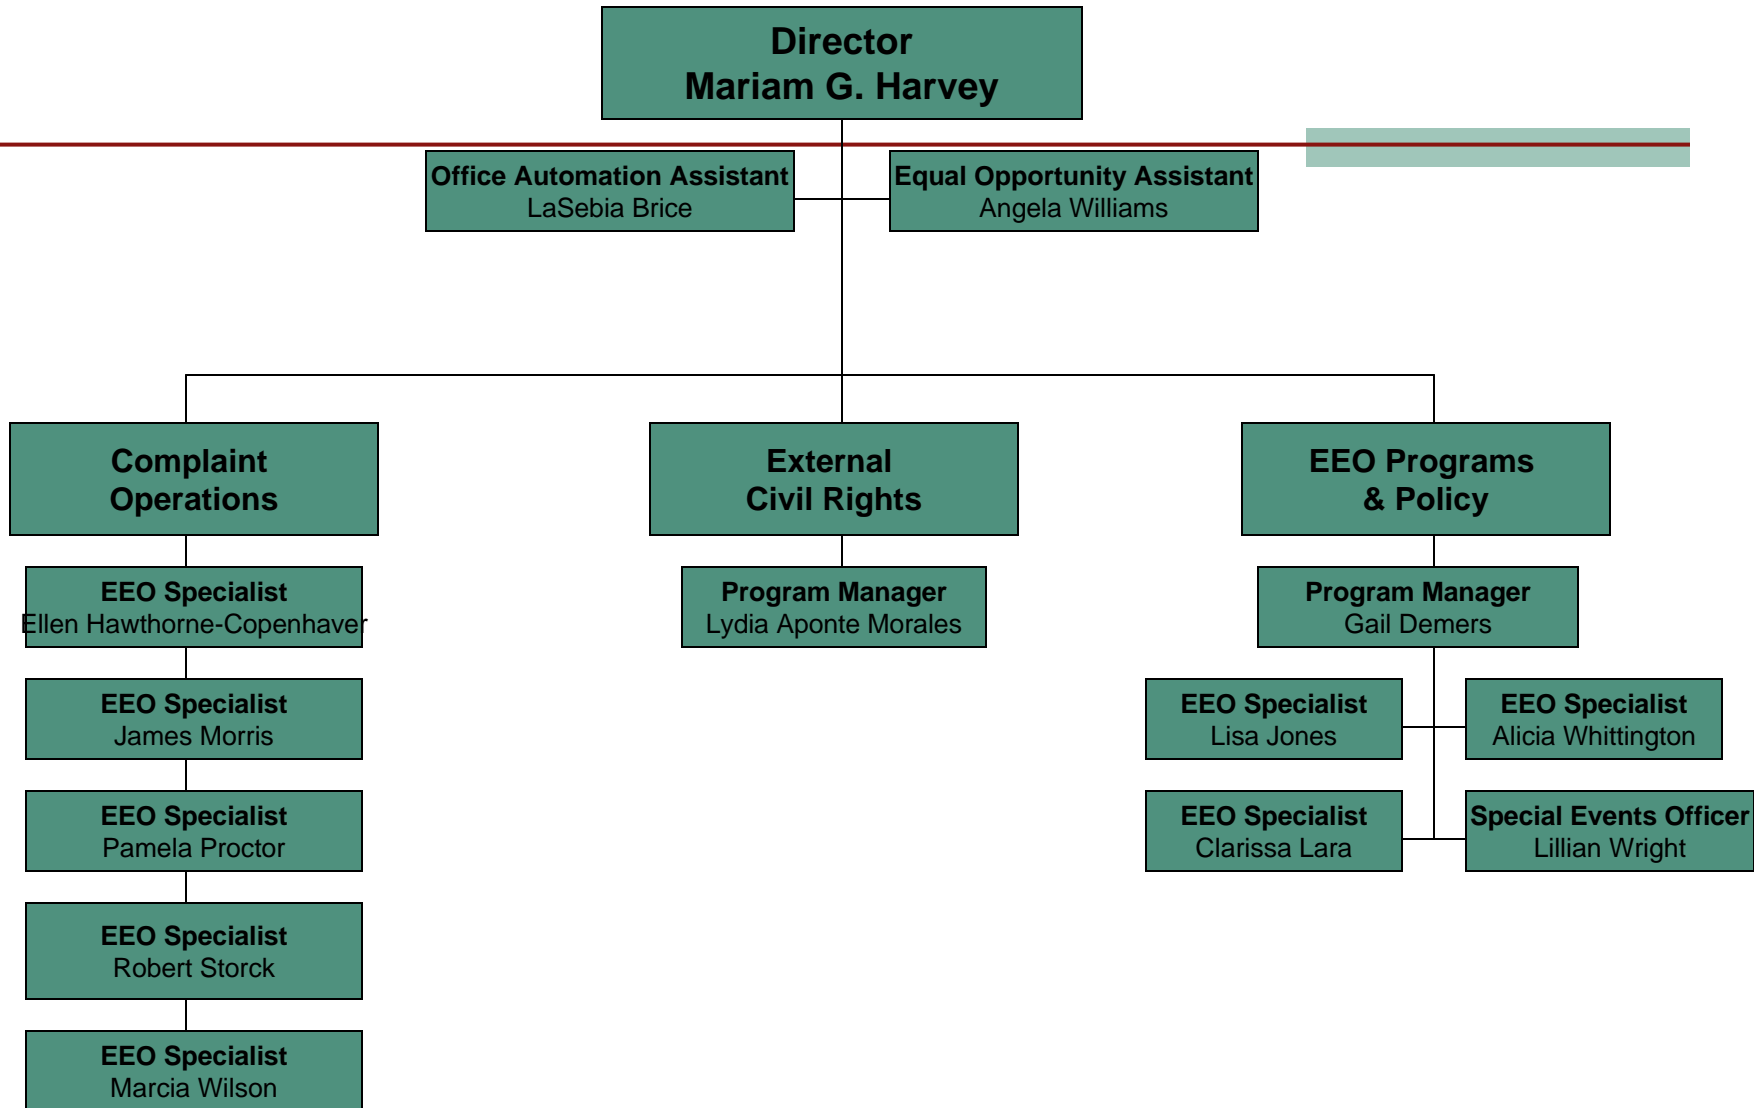 Director
Mariam G. Harvey
Office Automation Assistant
LaSebia Brice
Equal Opportunity Assistant
Angela Williams
Complaint
Operations
External
Civil Rights
EEO Programs
& Policy
EEO Specialist
Ellen Hawthorne-Copenhaver
Program Manager
Lydia Aponte Morales
Program Manager
Gail Demers
EEO Specialist
James Morris
EEO Specialist
Lisa Jones
EEO Specialist
Alicia Whittington
EEO Specialist
Pamela Proctor
EEO Specialist
Clarissa Lara
Special Events Officer
Lillian Wright
EEO Specialist
Robert Storck
EEO Specialist
Marcia Wilson